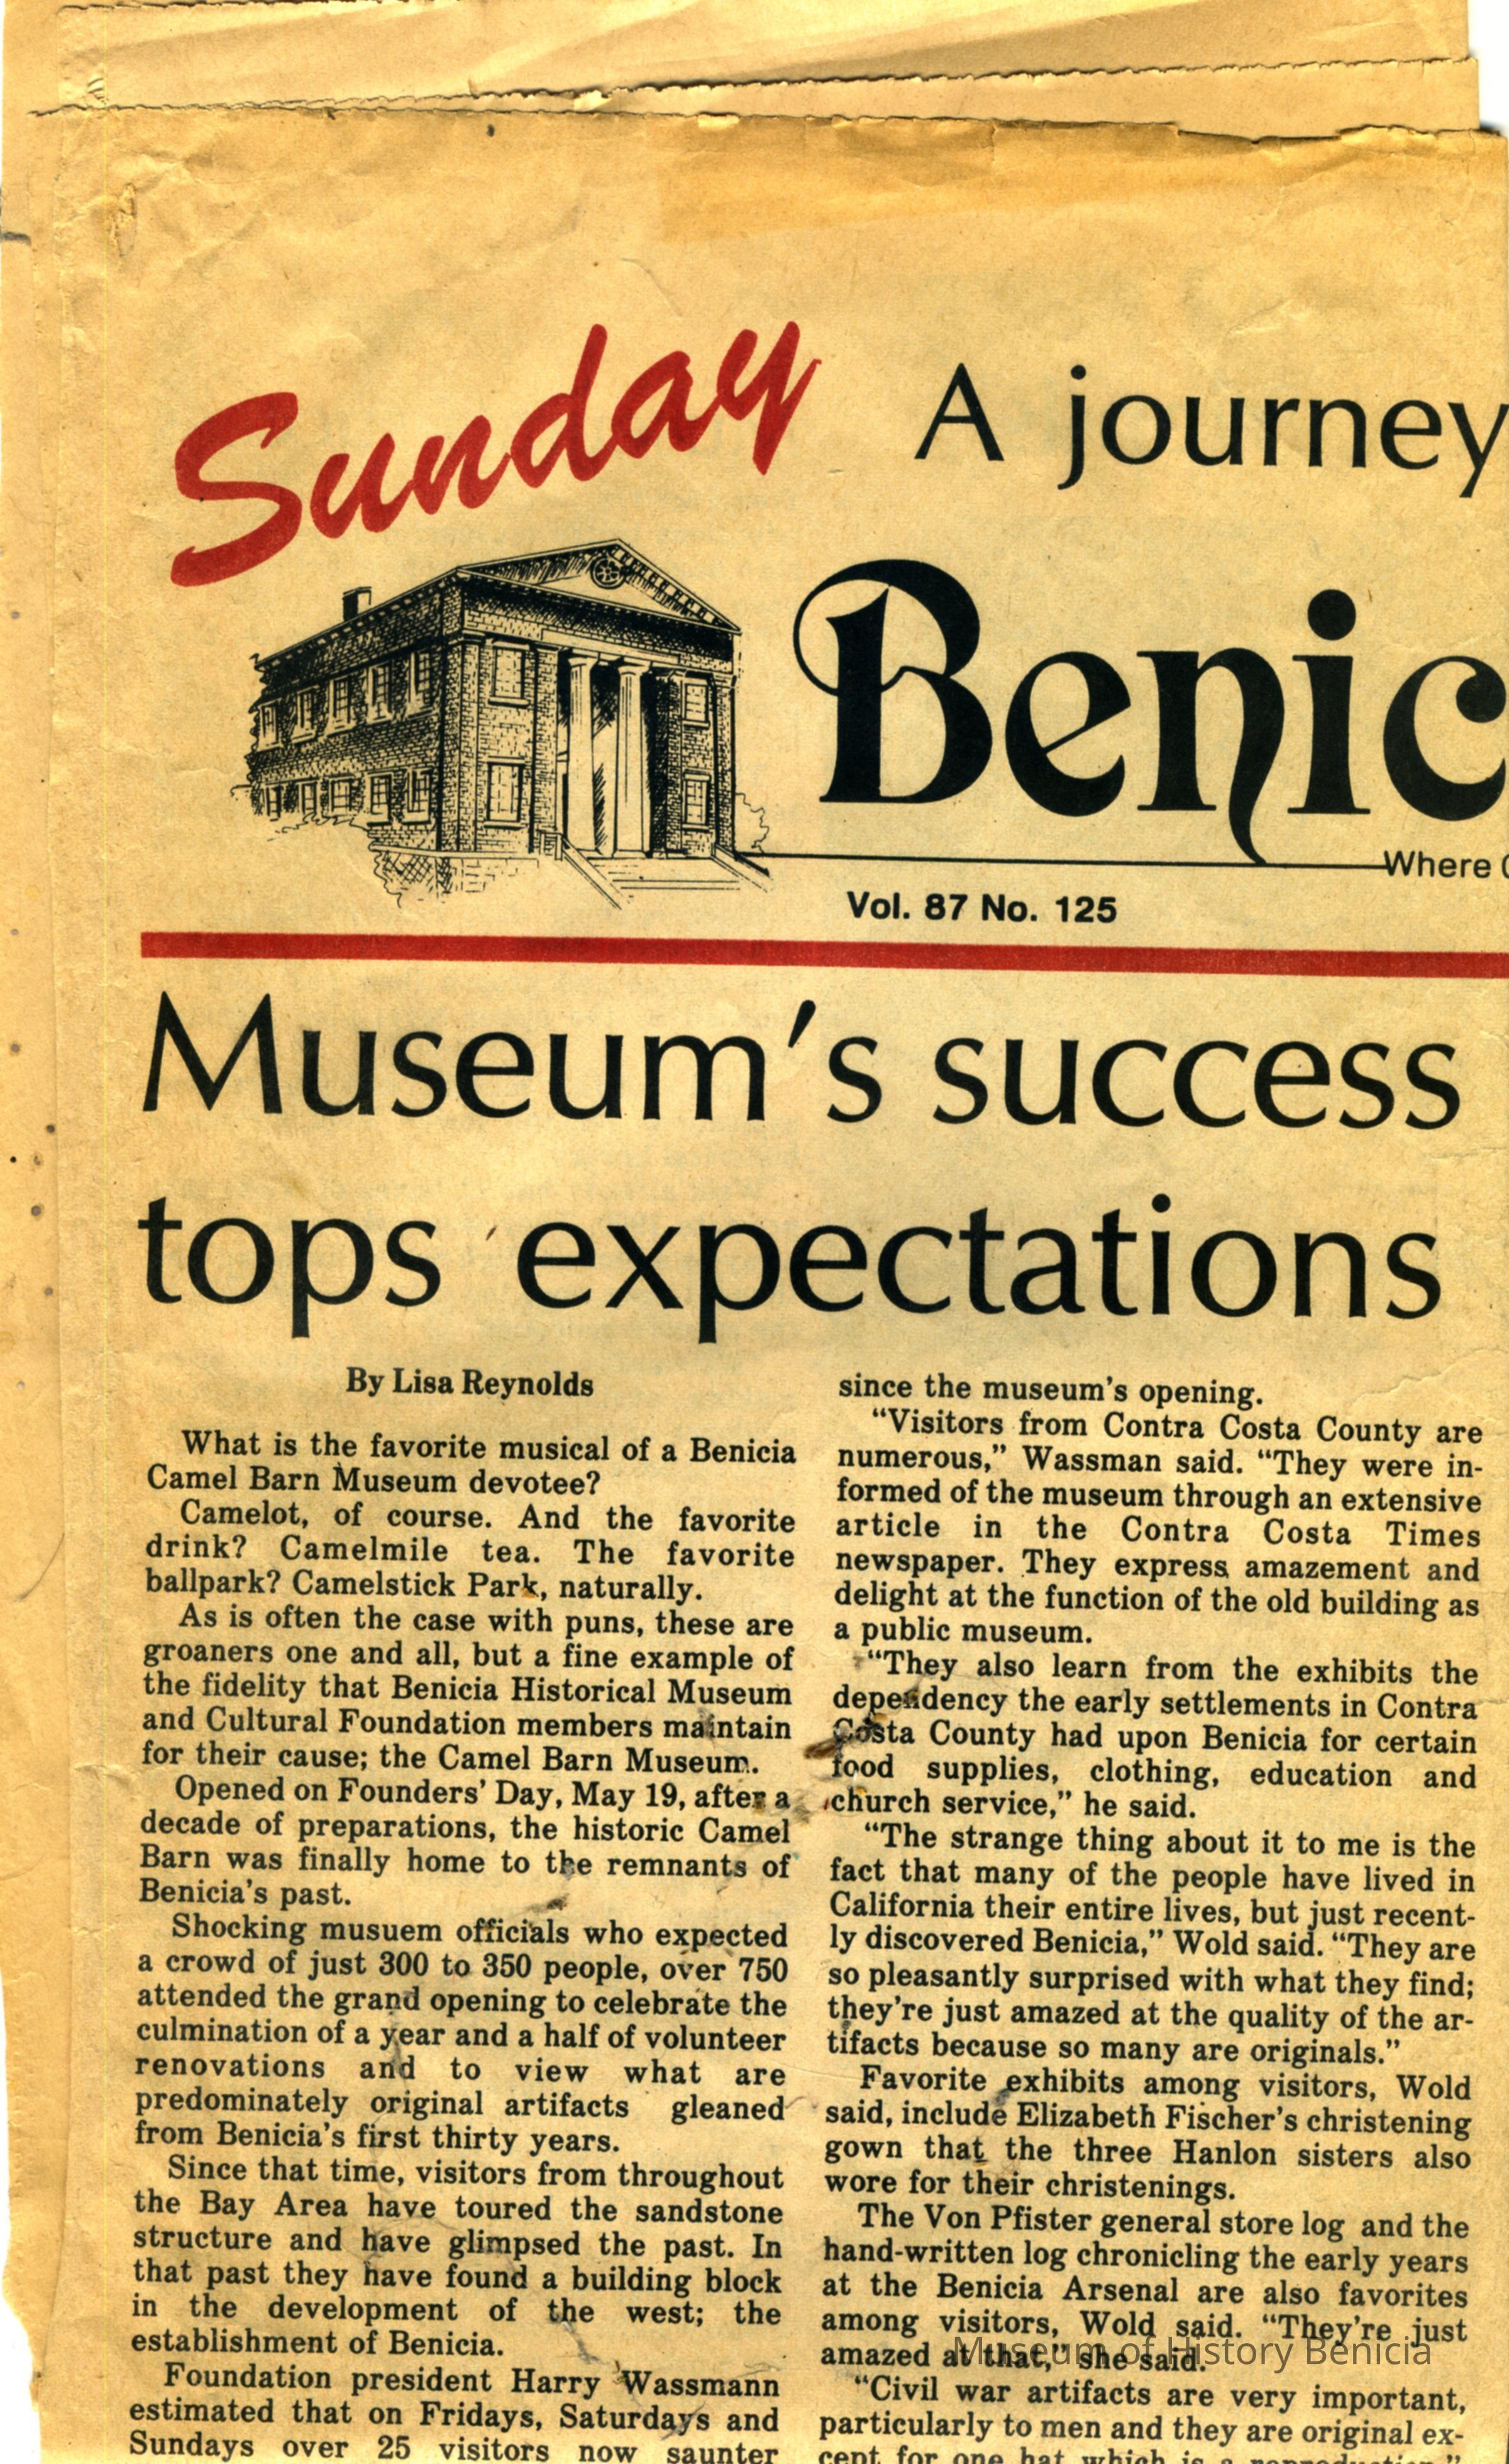 Sunday
A journey
Benic
Where
Vol. 87 No. 125
Museum's success
tops expectations
By Lisa Reynolds
What is the favorite musical of a Benicia
Camel Barn Museum devotee?
Camelot, of course. And the favorite
drink? Camelmile tea. The favorite
ballpark? Camelstick Park, naturally.
As is often the case with puns, these are
groaners one and all, but a fine example of
the fidelity that Benicia Historical Museum
and Cultural Foundation members maintain
for their cause; the Camel Barn Museum.
Opened on Founders' Day, May 19, after a
decade of preparations, the historic Camel
Barn was finally home to the remnants of
Benicia's past.
Shocking musuem officials who expected
a crowd of just 300 to 350 people, over 750
attended the grand opening to celebrate the
culmination of a year and a half of volunteer
renovations and to view what are
predominately original artifacts gleaned
from Benicia's first thirty years.
Since that time, visitors from throughout
the Bay Area have toured the sandstone
structure and have glimpsed the past. In
that past they have found a building block
in the development of the west; the
establishment of Benicia.
Foundation president Harry Wassmann
estimated that on Fridays, Saturdays and
Sundays over 25 visitors now saunter
since the museum's opening.
"Visitors from Contra Costa County are
numerous," Wassman said. "They were in-
formed of the museum through an extensive
article in the Contra Costa Times
newspaper. They express amazement and
delight at the function of the old building as
a public museum.
"They also learn from the exhibits the
dependency the early settlements in Contra
Costa County had upon Benicia for certain
food supplies, clothing, education and
church service," he said.
"The strange thing about it to me is the
fact that many of the people have lived in
California their entire lives, but just recent-
ly discovered Benicia," Wold said. "They are
so pleasantly surprised with what they find;
they're just amazed at the quality of the ar-
tifacts because so many are originals."
Favorite exhibits among visitors, Wold
said, include Elizabeth Fischer's christening
gown that the three Hanlon sisters also
wore for their christenings.
The Von Pfister general store log and the
hand-written log chronicling the early years
at the Benicia Arsenal are also favorites
among visitors, Wold said. "They're just
amazed at that," she said.
"Civil war artifacts are very important,
particularly to men and they are original ex-
cept for one hat which is a reproduction,"
Museum of History Benicia